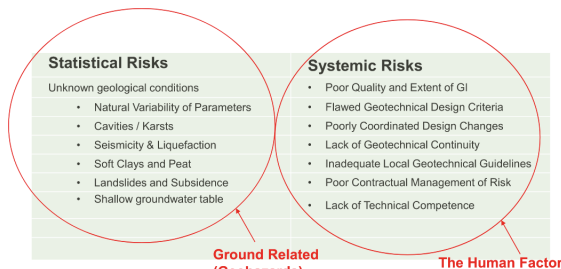 Statistical Risks
Unknown geological conditions
• Natural Variability of Parameters
• Cavities / Karsts
• Seismicity & Liquefaction
• Soft Clays and Peat
• Landslides and Subsidence
• Shallow groundwater table
Systemic Risks
• Poor Quality and Extent of GI
• Flawed Geotechnical Design Criteria
• Poorly Coordinated Design Changes
• Lack of Geotechnical Continuity
• Inadequate Local Geotechnical Guidelines
• Poor Contractual Management of Risk
• Lack of Technical Competence
Ground Related
The Human Factor